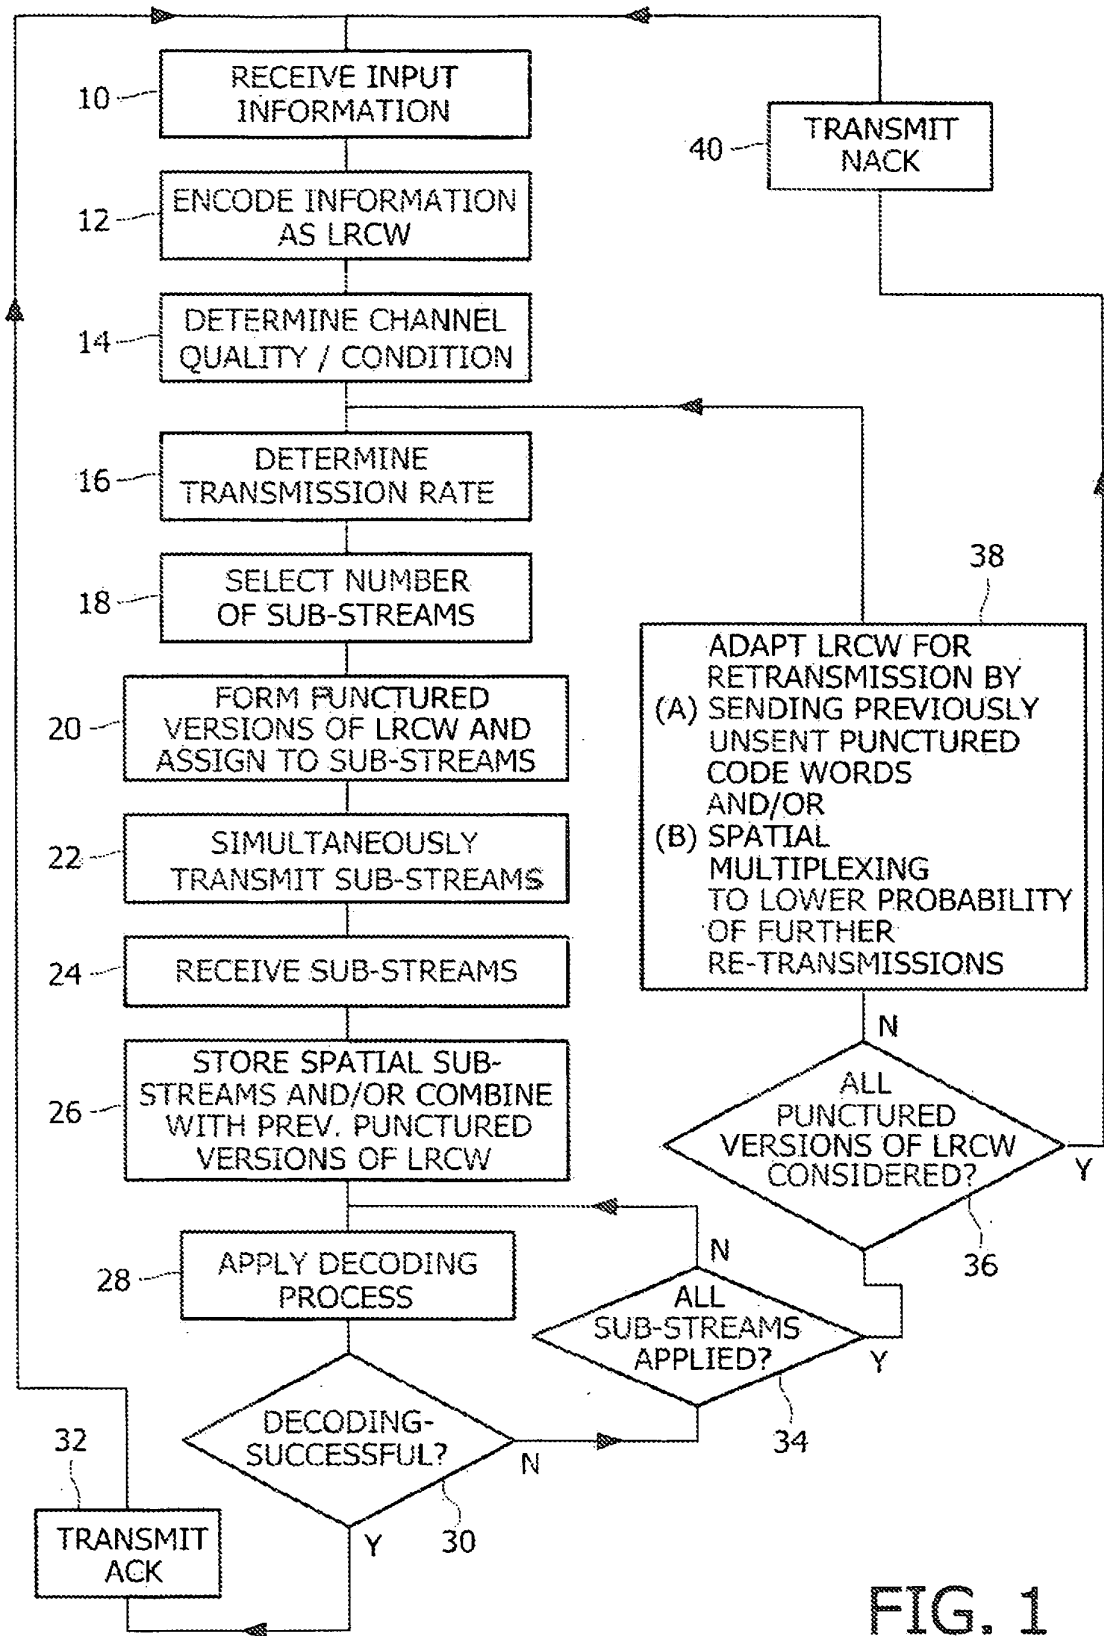 RECEIVE INPUT
INFORMATION
10
TRANSMIT
NACK
40
ENCODE INFORMATION
AS LRCW
12
DETERMINE CHANNEL
QUALITY / CONDITION
14
DETERMINE
TRANSMISSION RATE
16
SELECT NUMBER
OF SUB-STREAMS
18
38
ADAPT LRCW FOR
RETRANSMISSION BY
(A) SENDING PREVIOUSLY
UNSENT PUNCTURED
CODE WORDS
AND/OR
(B) SPATIAL
MULTIPLEXING
TO LOWER PROBABILITY
OF FURTHER
RE-TRANSMISSIONS
FORM PUNCTURED
VERSIONS OF LRCW AND
ASSIGN TO SUB-STREAMS
20
SIMULTANEOUSLY
TRANSMIT SUB-STREAMS
22
RECEIVE SUB-STREAMS
24
N
STORE SPATIAL SUB-
STREAMS AND/OR COMBINE
WITH PREV. PUNCTURED
VERSIONS OF LRCW
26
ALL
PUNCTURED
VERSIONS OF LRCW
CONSIDERED?
Y
36
APPLY DECODING
PROCESS
28
N
ALL
SUB-STREAMS
APPLIED?
Y
34
DECODING-
SUCCESSFUL?
N
30
Y
32
TRANSMIT
ACK
FIG. 1